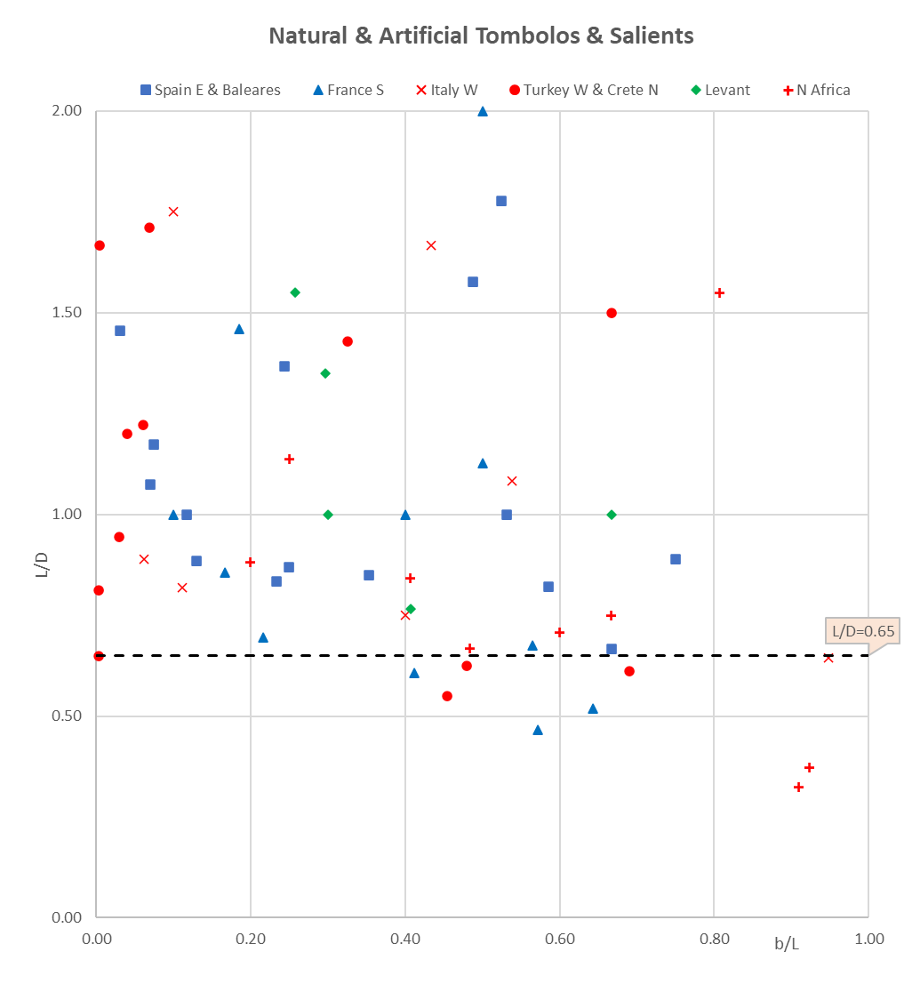 Natural & Artificial Tombolos & Salients
Spain E & Baleares France S Italy W Turkey W & Crete N Levant N Africa
2.00
1.50
1.00
L/D
L/D=0.65
0.50
0.00
0.00 0.20 0.40 0.60 0.80 1.00
b/L